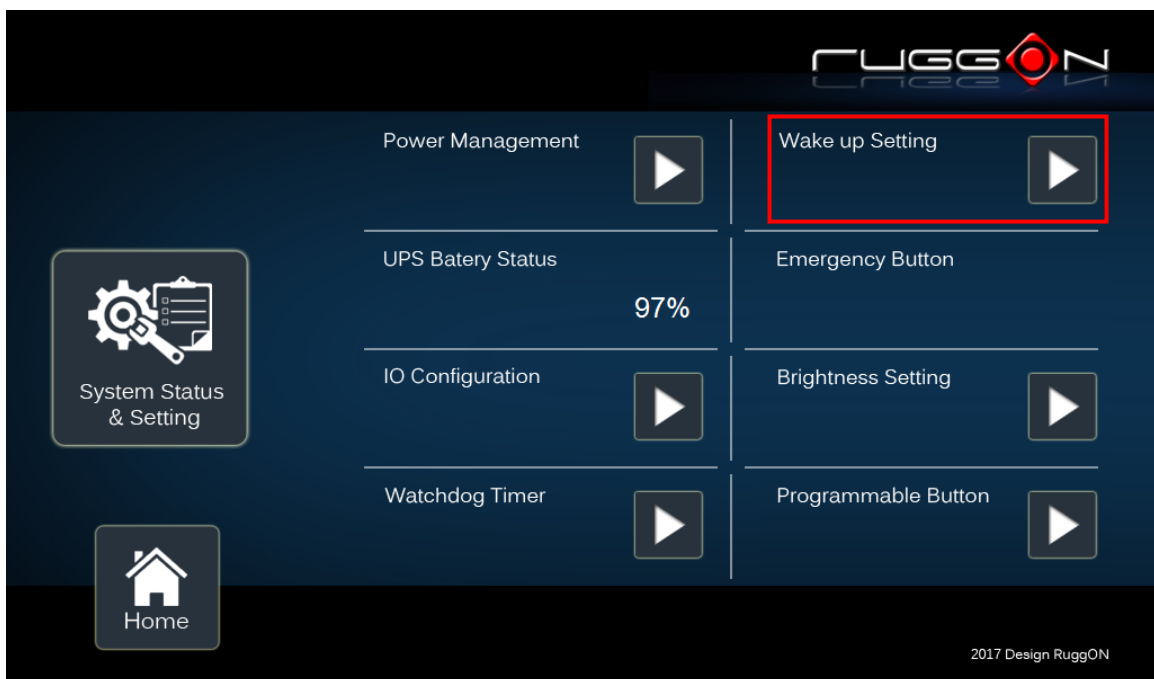 ruggON
Power Management
Wake up Setting
UPS Batery Status
97%
Emergency Button
System Status
& Setting
IO Configuration
Brightness Setting
Watchdog Timer
Programmable Button
Home
2017 Design RuggON